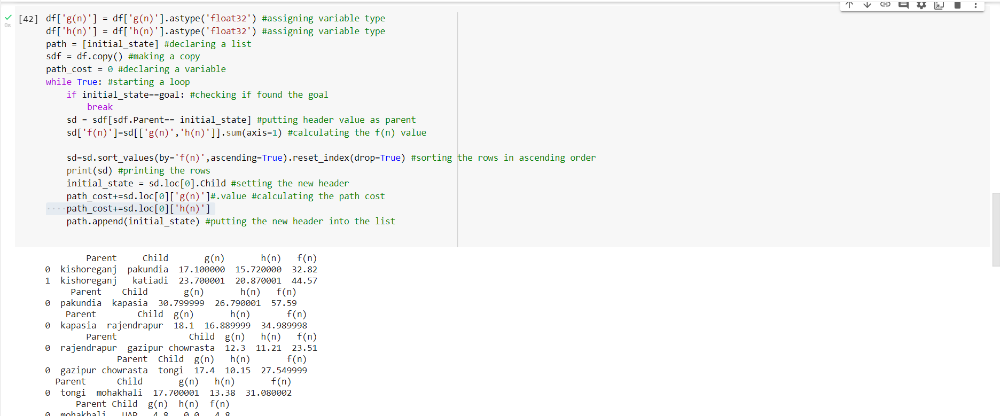 [42] df['g(n)'] = df['g(n)'].astype('float32') #assigning variable type
0s
df['h(n)'] = df['h(n)'].astype('float32') #assigning variable type
path = [initial_state] #declaring a list
sdf = df.copy() #making a copy
path_cost = 0 #declaring a variable
while True: #starting a loop
    if initial_state==goal: #checking if found the goal
        break
    sd = sdf[sdf.Parent== initial_state] #putting header value as parent
    sd['f(n)']=sd[['g(n)','h(n)']].sum(axis=1) #calculating the f(n) value
    sd=sd.sort_values(by='f(n)',ascending=True).reset_index(drop=True) #sorting the rows in ascending order
    print(sd) #printing the rows
    initial_state = sd.loc[0].Child #setting the new header
    path_cost+=sd.loc[0]['g(n)']#.value #calculating the path cost
    path_cost+=sd.loc[0]['h(n)']
    path.append(initial_state) #putting the new header into the list
Parent Child g(n) h(n) f(n)
0 kishoreganj pakundia 17.100000 15.720000 32.82
1 kishoreganj katiadi 23.700001 20.870001 44.57
Parent Child g(n) h(n) f(n)
0 pakundia kapasia 30.799999 26.790001 57.59
Parent Child g(n) h(n) f(n)
0 kapasia rajendrapur 18.1 16.889999 34.989998
Parent Child g(n) h(n) f(n)
0 rajendrapur gazipur chowrasta 12.3 11.21 23.51
Parent Child g(n) h(n) f(n)
0 gazipur chowrasta tongi 17.4 10.15 27.549999
Parent Child g(n) h(n) f(n)
0 tongi mohakhali 17.700001 13.38 31.080002
Parent Child g(n) h(n) f(n)
0 mohakhali UAP 4.8 0.0 4.8